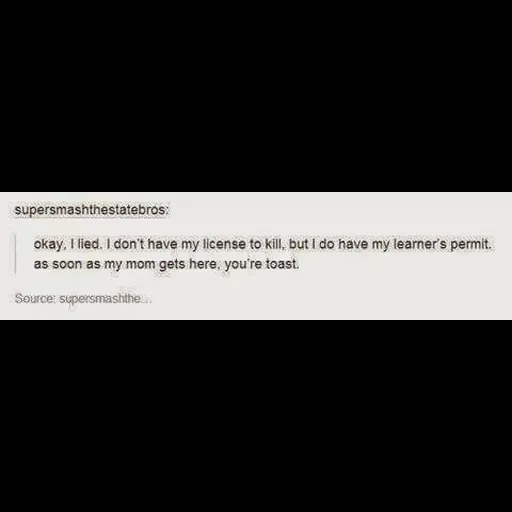 supersmashthestatebros:
okay, I lied. I don't have my license to kill, but I do have my learner's permit.
as soon as my mom gets here, you're toast.
Source: supersmashthe...